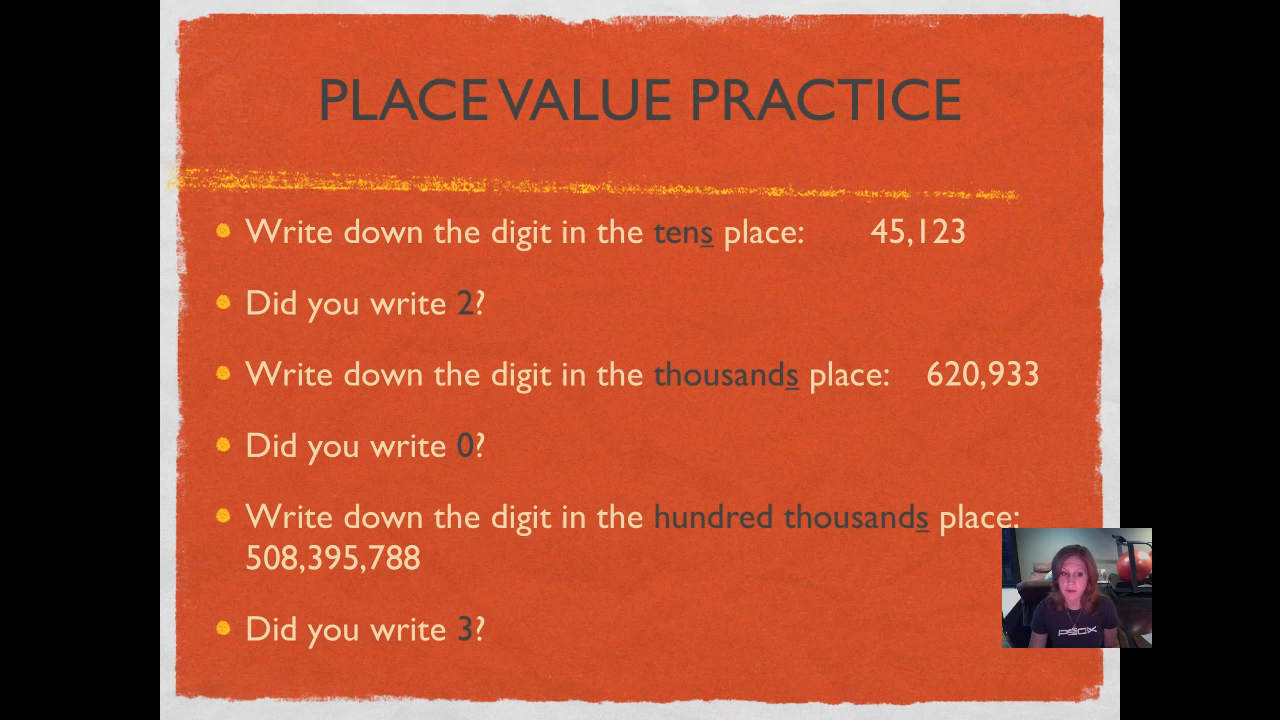 PLACE VALUE PRACTICE
Write down the digit in the tens place: 45,123
Did you write 2?
Write down the digit in the thousands place: 620,933
Did you write 0?
Write down the digit in the hundred thousands place:
508,395,788
Did you write 3?
P90X